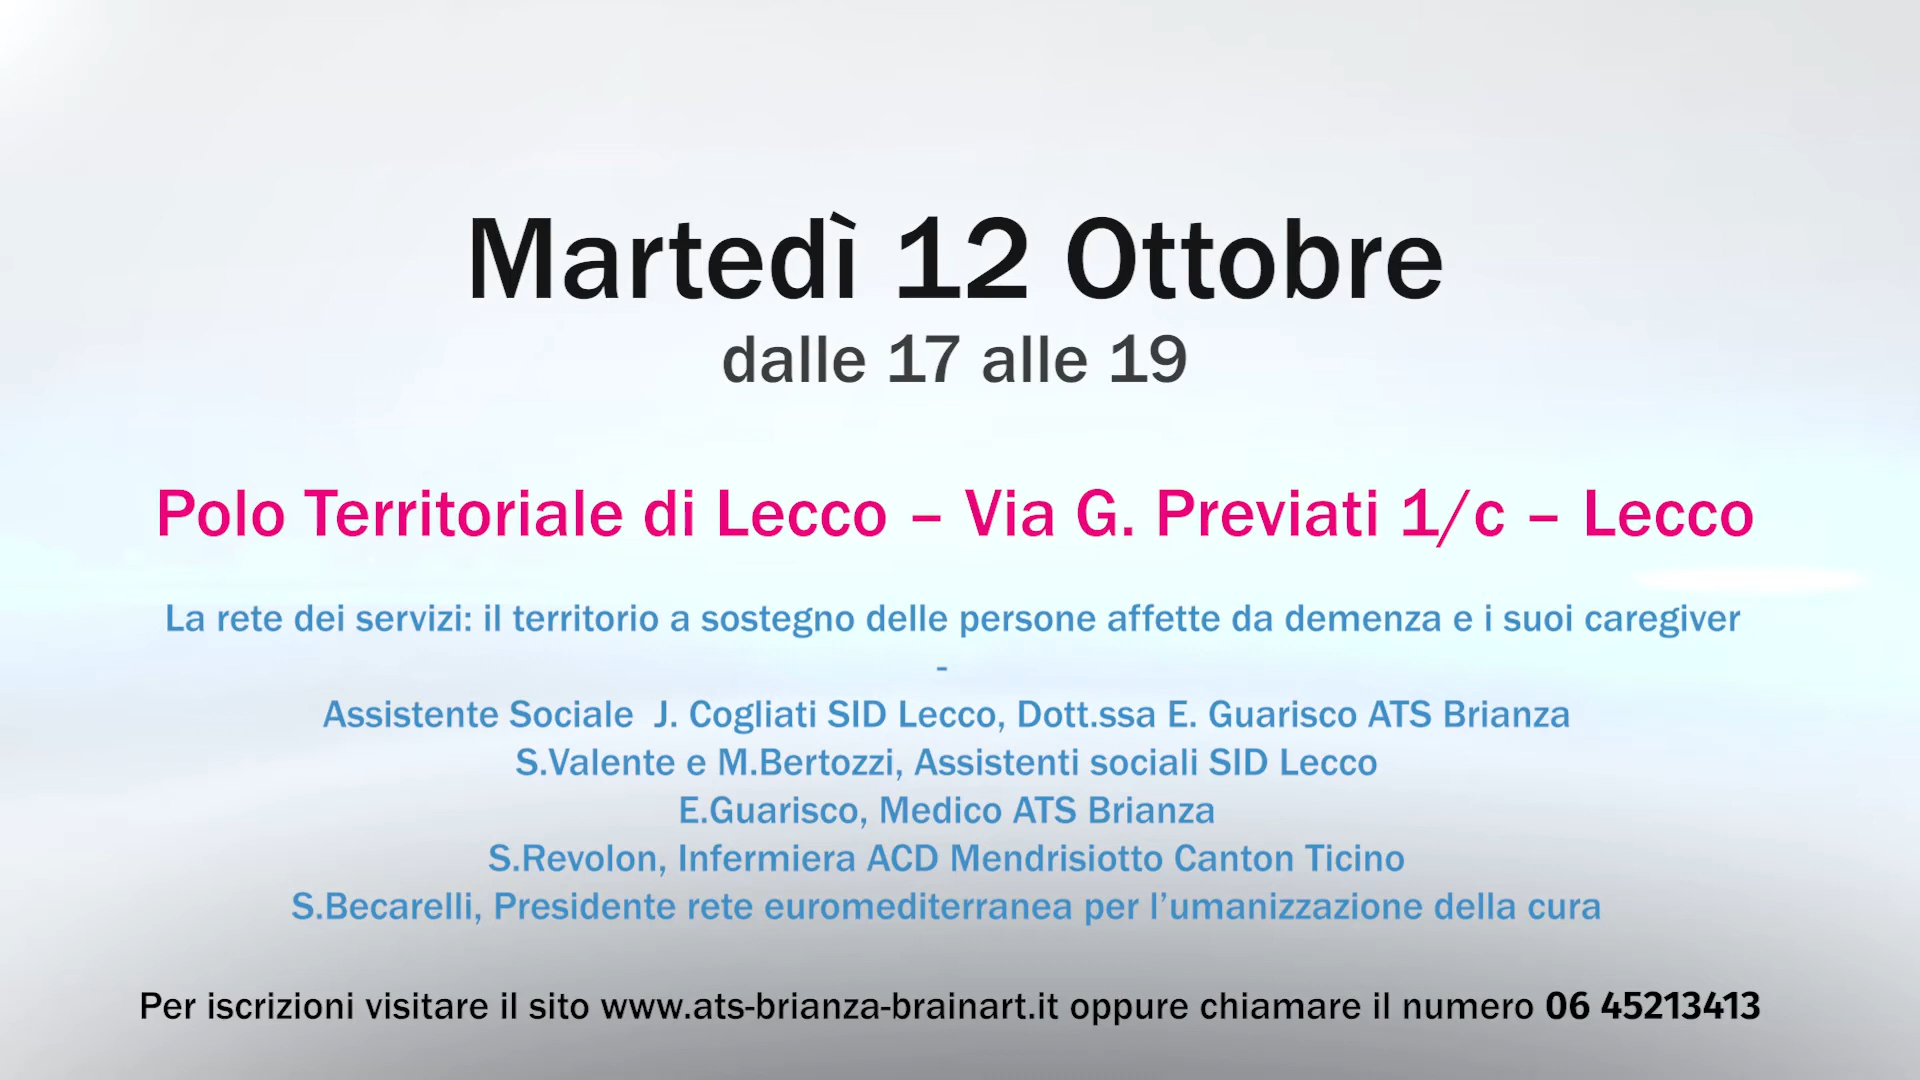 Martedì 12 Ottobre
dalle 17 alle 19
Polo Territoriale di Lecco – Via G. Previati 1/c – Lecco
La rete dei servizi: il territorio a sostegno delle persone affette da demenza e i suoi caregiver
-
Assistente Sociale  J. Cogliati SID Lecco, Dott.ssa E. Guarisco ATS Brianza
S.Valente e M.Bertozzi, Assistenti sociali SID Lecco
E.Guarisco, Medico ATS Brianza
S.Revolon, Infermiera ACD Mendrisiotto Canton Ticino
S.Becarelli, Presidente rete euromediterranea per l’umanizzazione della cura
Per iscrizioni visitare il sito www.ats-brianza-brainart.it oppure chiamare il numero 06 45213413